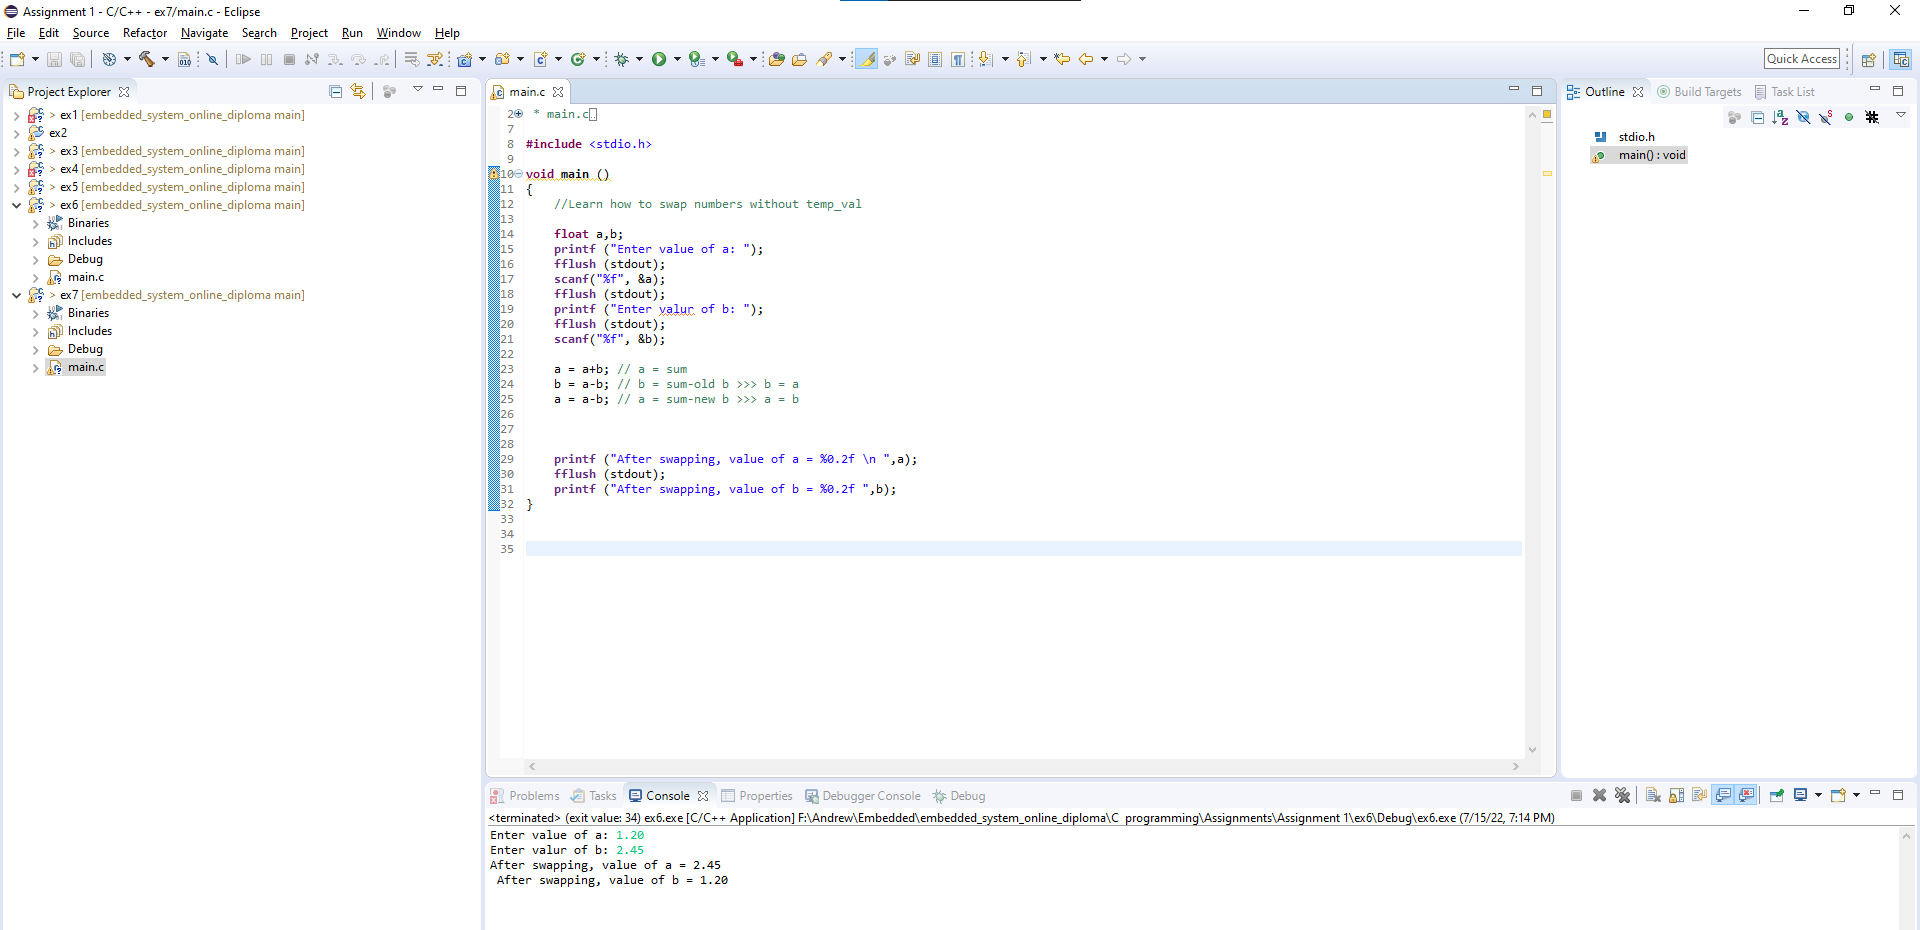 Assignment 1 - C/C++ - ex7/main.c - Eclipse
File Edit Source Refactor Navigate Search Project Run Window Help
Quick Access
Project Explorer
> ex1 [embedded_system_online_diploma main]
ex2
> ex3 [embedded_system_online_diploma main]
> ex4 [embedded_system_online_diploma main]
> ex5 [embedded_system_online_diploma main]
> ex6 [embedded_system_online_diploma main]
Binaries
Includes
Debug
main.c
> ex7 [embedded_system_online_diploma main]
Binaries
Includes
Debug
main.c
main.c
2 * main.c
7
8 #include <stdio.h>
9
10 void main ()
11 {
12 //Learn how to swap numbers without temp_val
13
14 float a,b;
15 printf ("Enter value of a: ");
16 fflush (stdout);
17 scanf("%f", &a);
18 fflush (stdout);
19 printf ("Enter valur of b: ");
20 fflush (stdout);
21 scanf("%f", &b);
22
23 a = a+b; // a = sum
24 b = a-b; // b = sum-old b >>> b = a
25 a = a-b; // a = sum-new b >>> a = b
26
27
28
29 printf ("After swapping, value of a = %0.2f \n ",a);
30 fflush (stdout);
31 printf ("After swapping, value of b = %0.2f ",b);
32 }
33
34
35
Outline Build Targets Task List
stdio.h
main() : void
Problems Tasks Console Properties Debugger Console Debug
<terminated> (exit value: 34) ex6.exe [C/C++ Application] F:\Andrew\Embedded\embedded_system_online_diploma\C programming\Assignments\Assignment 1\ex6\Debug\ex6.exe (7/15/22, 7:14 PM)
Enter value of a: 1.20
Enter valur of b: 2.45
After swapping, value of a = 2.45
After swapping, value of b = 1.20